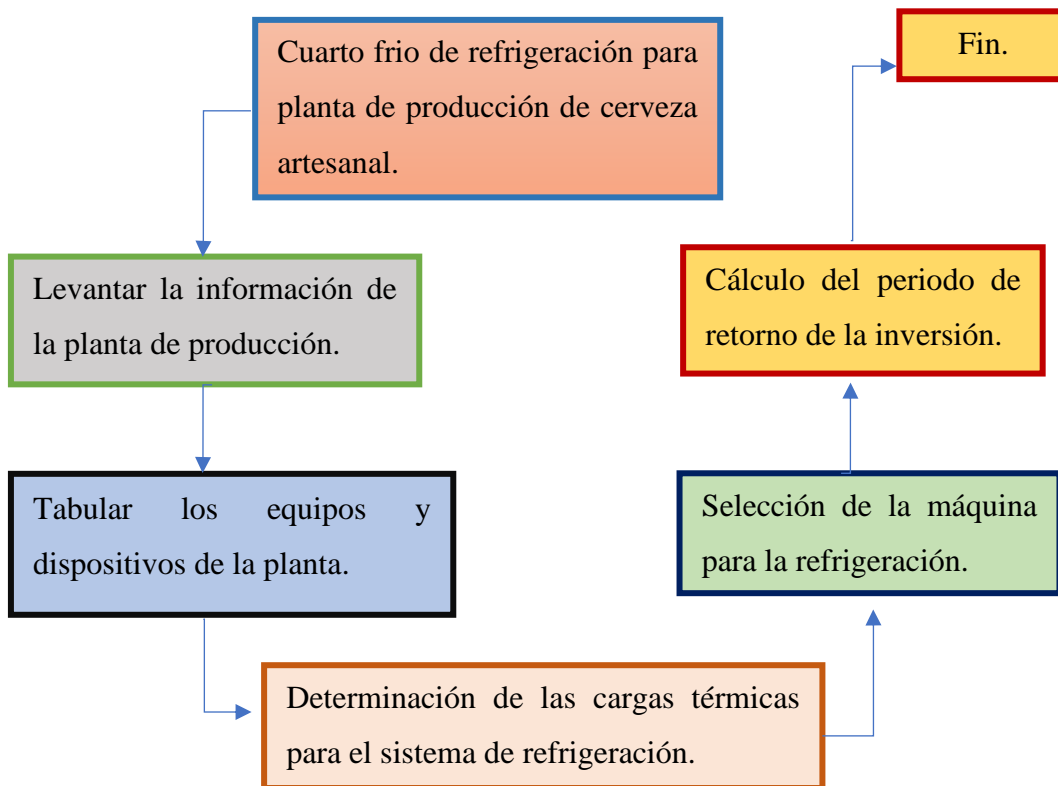 Cuarto frio de refrigeración para
planta de producción de cerveza
artesanal.
Levantar la información de
la planta de producción.
Tabular los equipos y
dispositivos de la planta.
Determinación de las cargas térmicas
para el sistema de refrigeración.
Selección de la máquina
para la refrigeración.
Cálculo del periodo de
retorno de la inversión.
Fin.